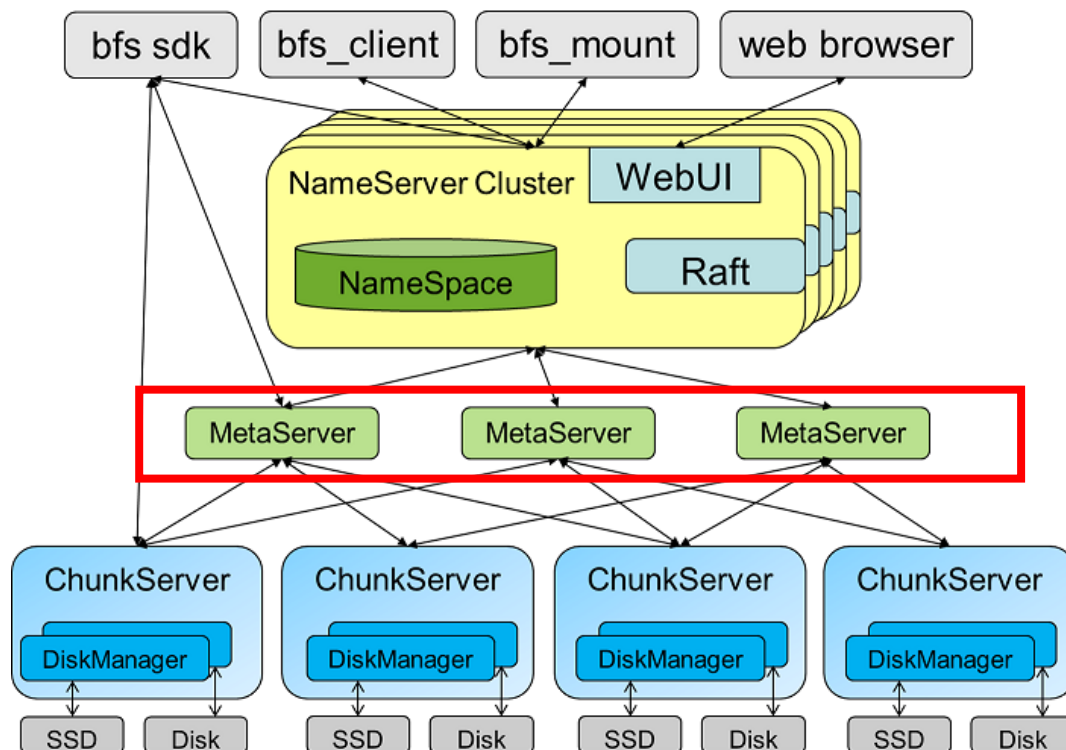 bfs sdk
bfs_client
bfs_mount
web browser
NameServer Cluster
WebUI
NameSpace
Raft
MetaServer
MetaServer
MetaServer
ChunkServer
ChunkServer
ChunkServer
ChunkServer
DiskManager
DiskManager
DiskManager
DiskManager
SSD
Disk
SSD
Disk
SSD
Disk
SSD
Disk